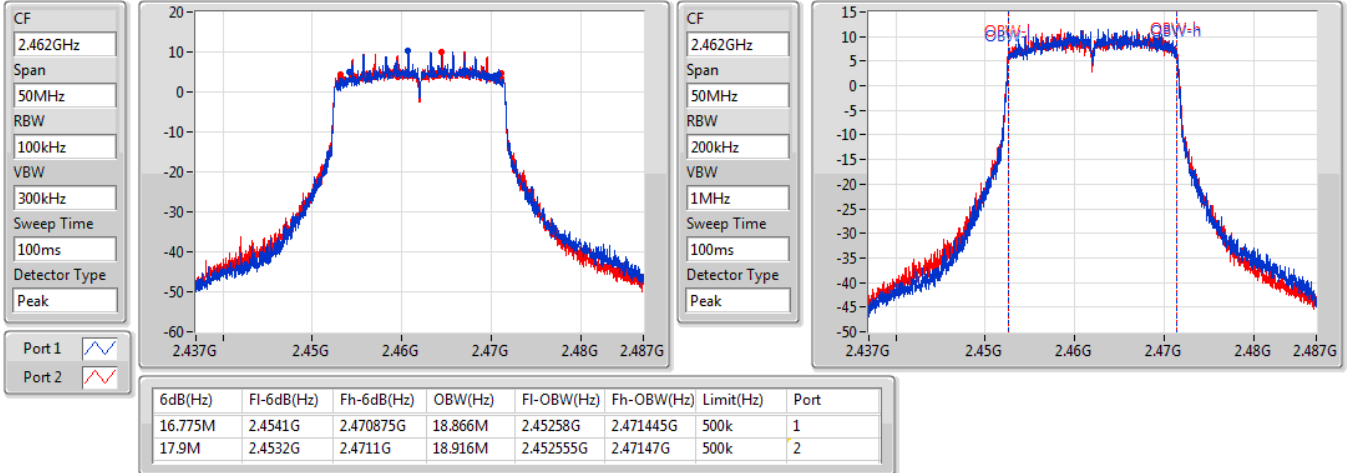 CF
2.462GHz
Span
50MHz
RBW
100kHz
VBW
300kHz
Sweep Time
100ms
Detector Type
Peak
Port 1
Port 2
20
10
0
-10
-20
-30
-40
-50
-60
2.437G 2.45G 2.46G 2.47G 2.48G 2.487G
CF
2.462GHz
Span
50MHz
RBW
200kHz
VBW
1MHz
Sweep Time
100ms
Detector Type
Peak
15
10
5
0
-5
-10
-15
-20
-25
-30
-35
-40
-45
-50
OBW-l OBW-h
2.437G 2.45G 2.46G 2.47G 2.48G 2.487G
6dB(Hz) Fl-6dB(Hz) Fh-6dB(Hz) OBW(Hz) Fl-OBW(Hz) Fh-OBW(Hz) Limit(Hz) Port
16.775M 2.4541G 2.470875G 18.866M 2.45258G 2.471445G 500k 1
17.9M 2.4532G 2.4711G 18.916M 2.452555G 2.47147G 500k 2